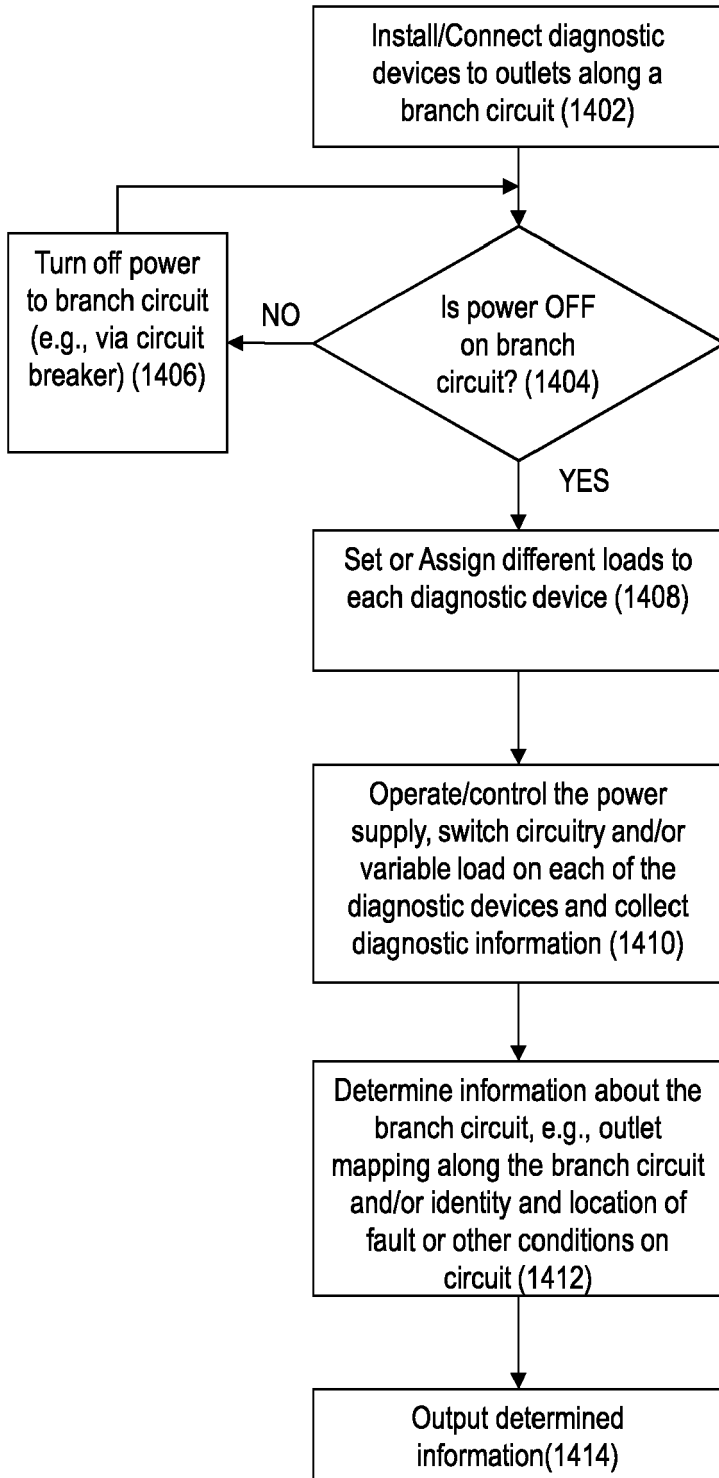 Install/Connect diagnostic
devices to outlets along a
branch circuit (1402)
Turn off power
to branch circuit
(e.g., via circuit
breaker) (1406)
NO
Is power OFF
on branch
circuit? (1404)
YES
Set or Assign different loads to
each diagnostic device (1408)
Operate/control the power
supply, switch circuitry and/or
variable load on each of the
diagnostic devices and collect
diagnostic information (1410)
Determine information about the
branch circuit, e.g., outlet
mapping along the branch circuit
and/or identity and location of
fault or other conditions on
circuit (1412)
Output determined
information(1414)